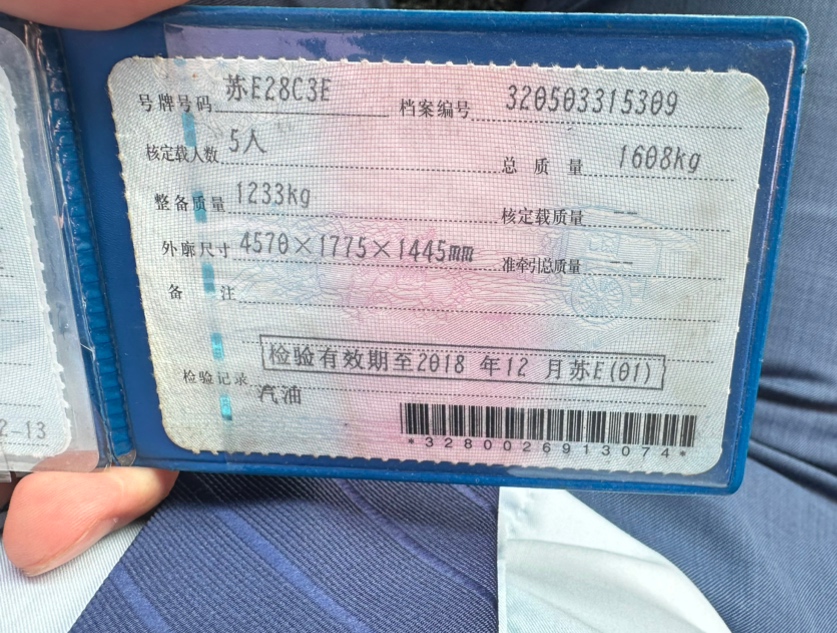 号牌号码 苏E28C3E 档案编号 320503315309
核定载人数 5人 总质量 1608kg
整备质量 1233kg 核定载质量 --
外廓尺寸 4570×1775×1445mm 准牵引总质量 --
备注
检验有效期至2018 年12 月苏E(01)
检验记录
汽油
*3280026913074*
2-13